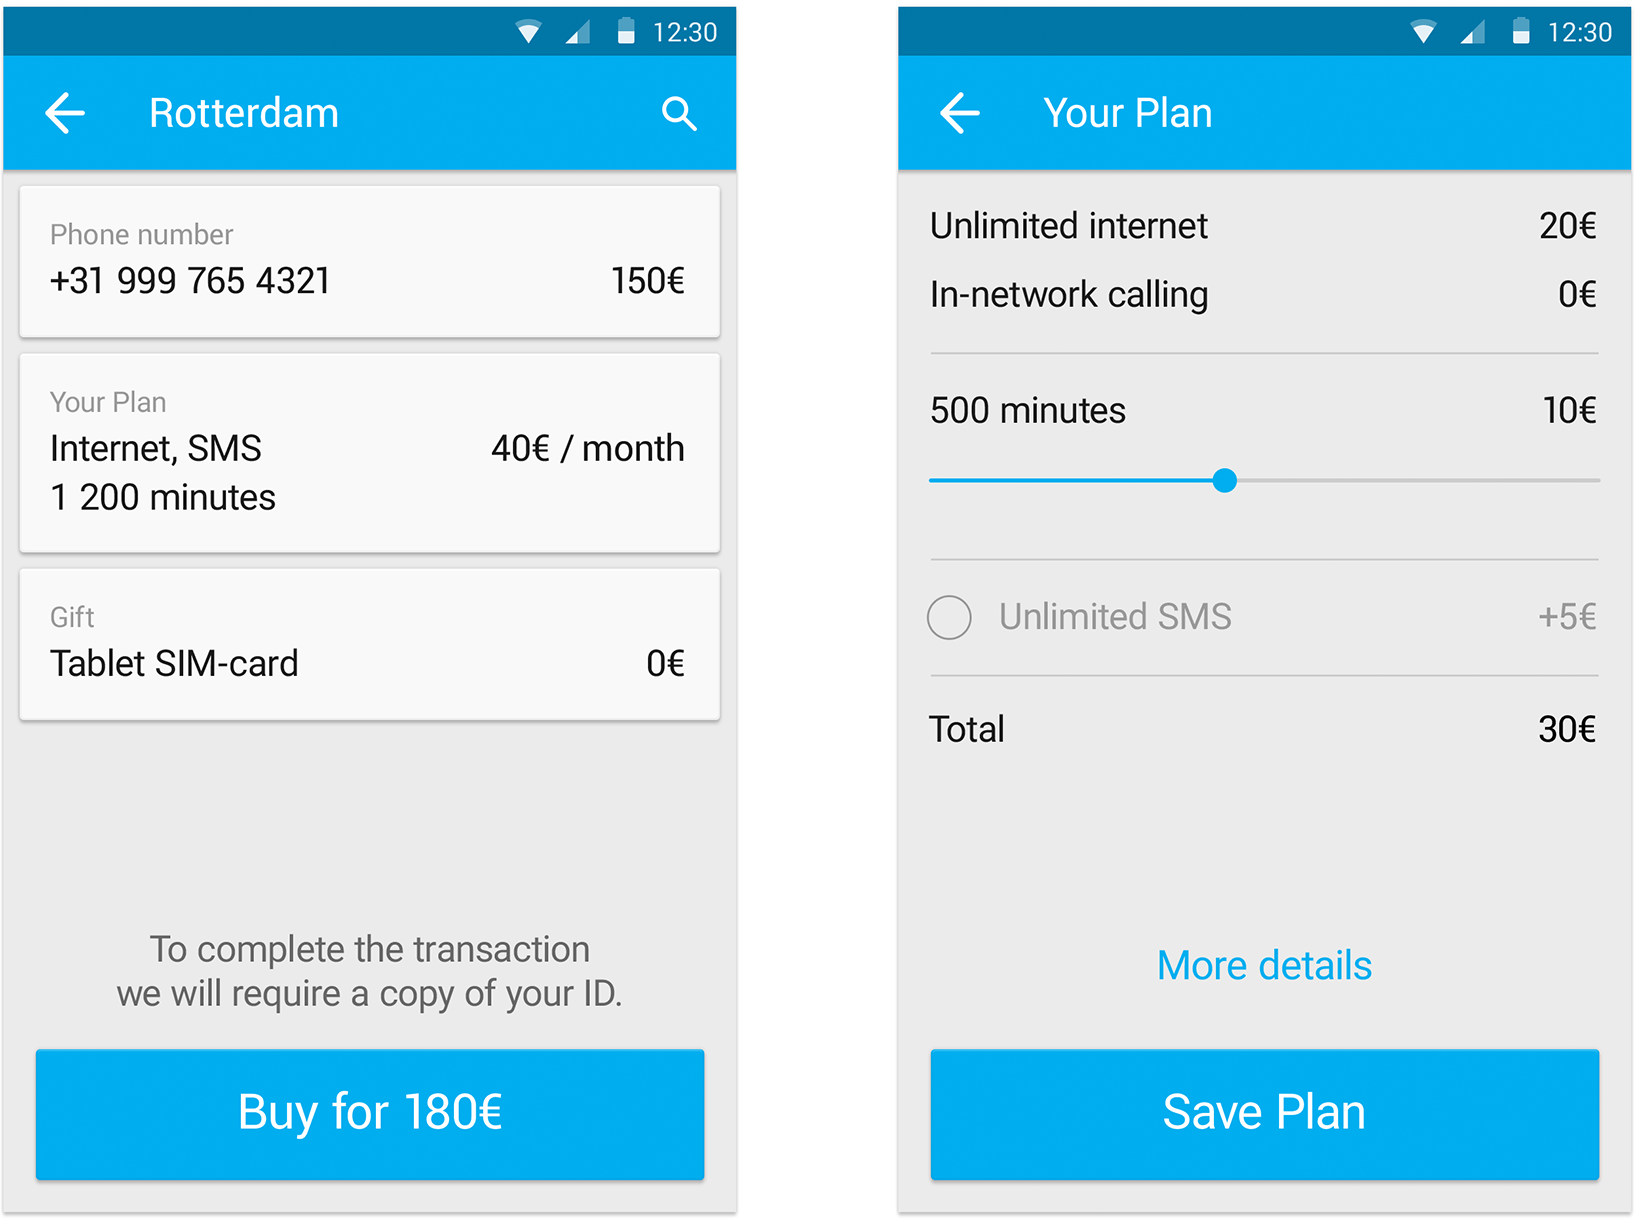 12:30
Rotterdam
Phone number
+31 999 765 4321 150€
Your Plan
Internet, SMS 40€ / month
1 200 minutes
Gift
Tablet SIM-card 0€
To complete the transaction
we will require a copy of your ID.
Buy for 180€
12:30
Your Plan
Unlimited internet 20€
In-network calling 0€
500 minutes 10€
Unlimited SMS +5€
Total 30€
More details
Save Plan